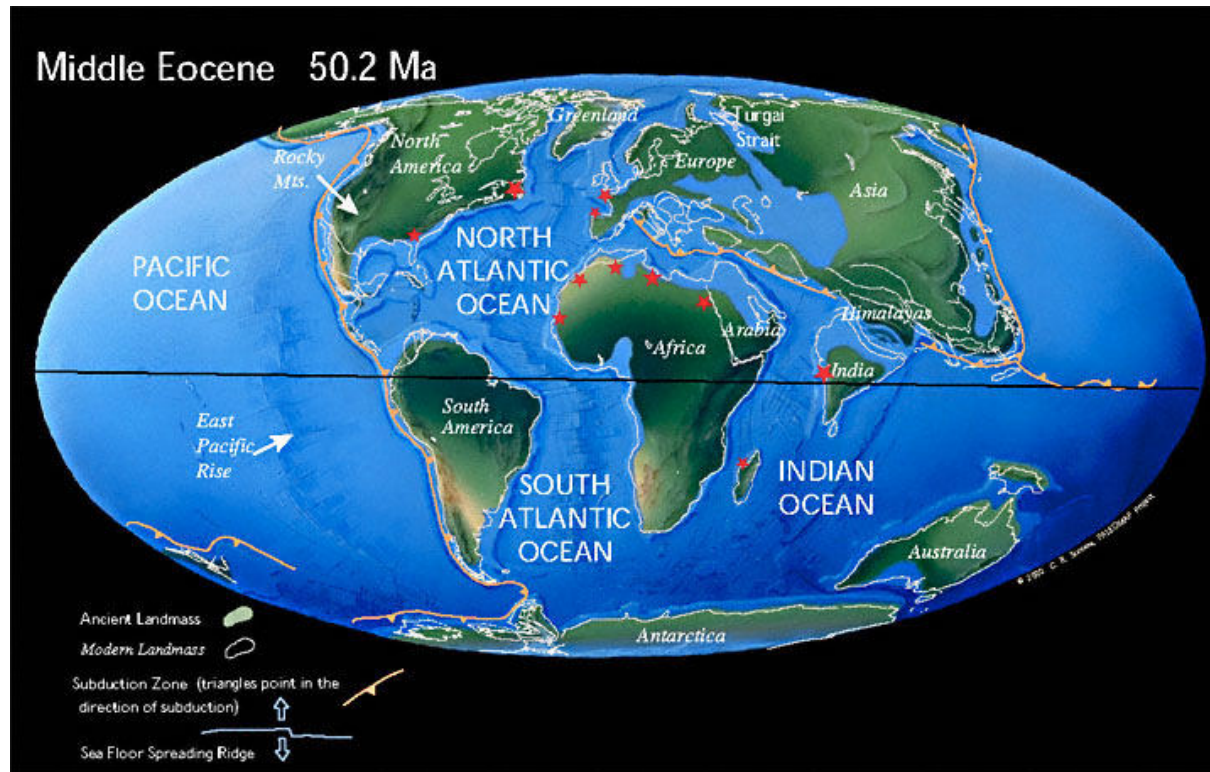 Middle Eocene 50.2 Ma
Greenland
Turgai
Strait
North
America
Rocky
Mts.
Europe
Asia
PACIFIC
OCEAN
NORTH
ATLANTIC
OCEAN
Himalayas
Arabia
Africa
India
South
America
East
Pacific
Rise
SOUTH
ATLANTIC
OCEAN
INDIAN
OCEAN
Australia
Antarctica
Ancient Landmass
Modern Landmass
Subduction Zone (triangles point in the
direction of subduction)
Sea Floor Spreading Ridge